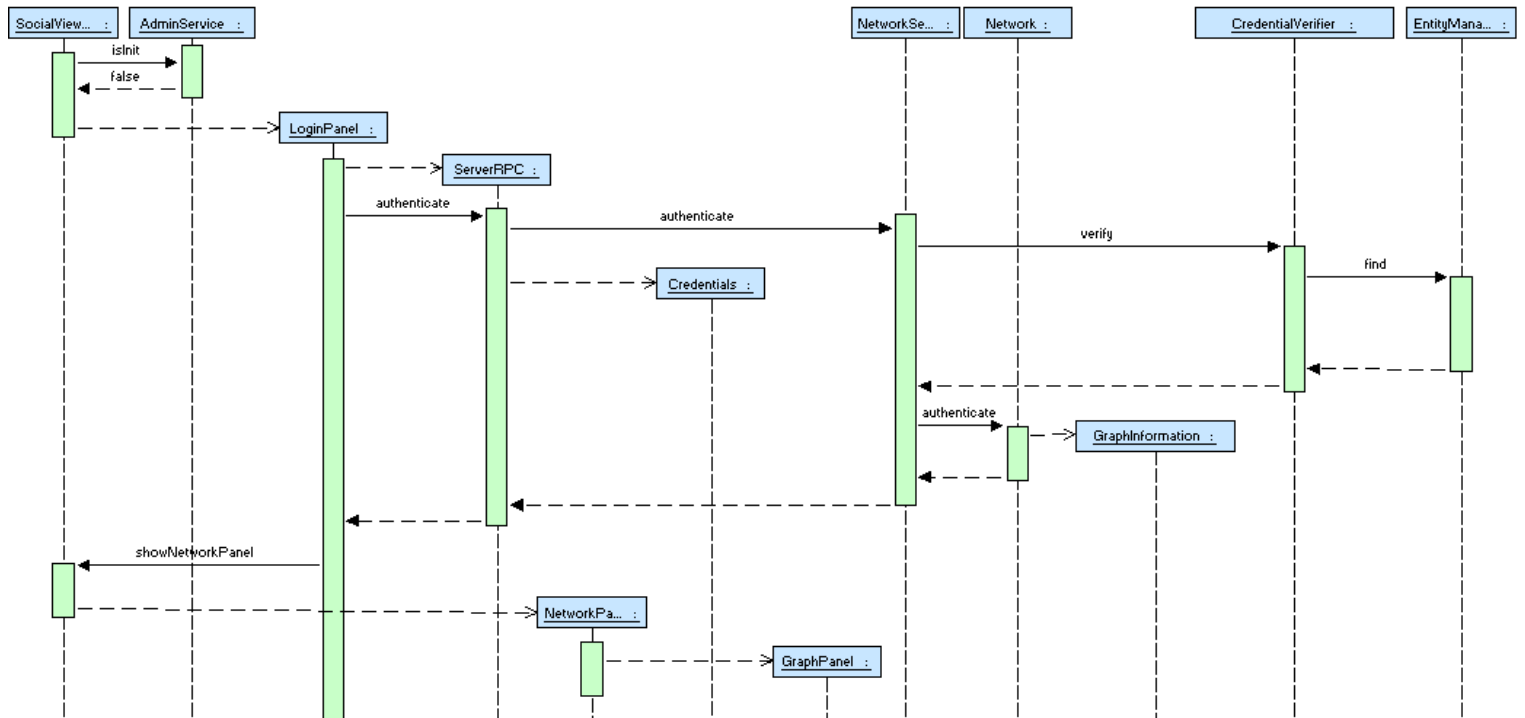 SocialView... :
AdminService :
NetworkSe... :
Network :
CredentialVerifier :
EntityMana... :
isInit
false
LoginPanel :
ServerRPC :
authenticate
authenticate
verify
find
Credentials :
authenticate
GraphInformation :
showNetworkPanel
NetworkPa... :
GraphPanel :